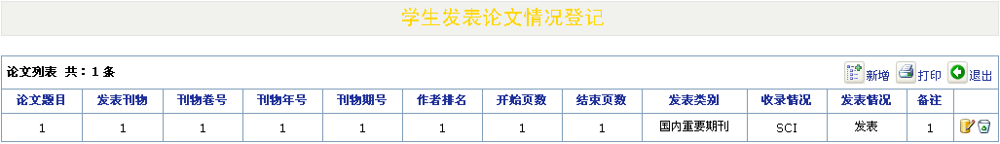 学生发表论文情况登记
论文列表 共：1 条 新增 打印 退出
论文题目 发表刊物 刊物卷号 刊物年号 刊物期号 作者排名 开始页数 结束页数 发表类别 收录情况 发表情况 备注
1 1 1 1 1 1 1 1 国内重要期刊 SCI 发表 1